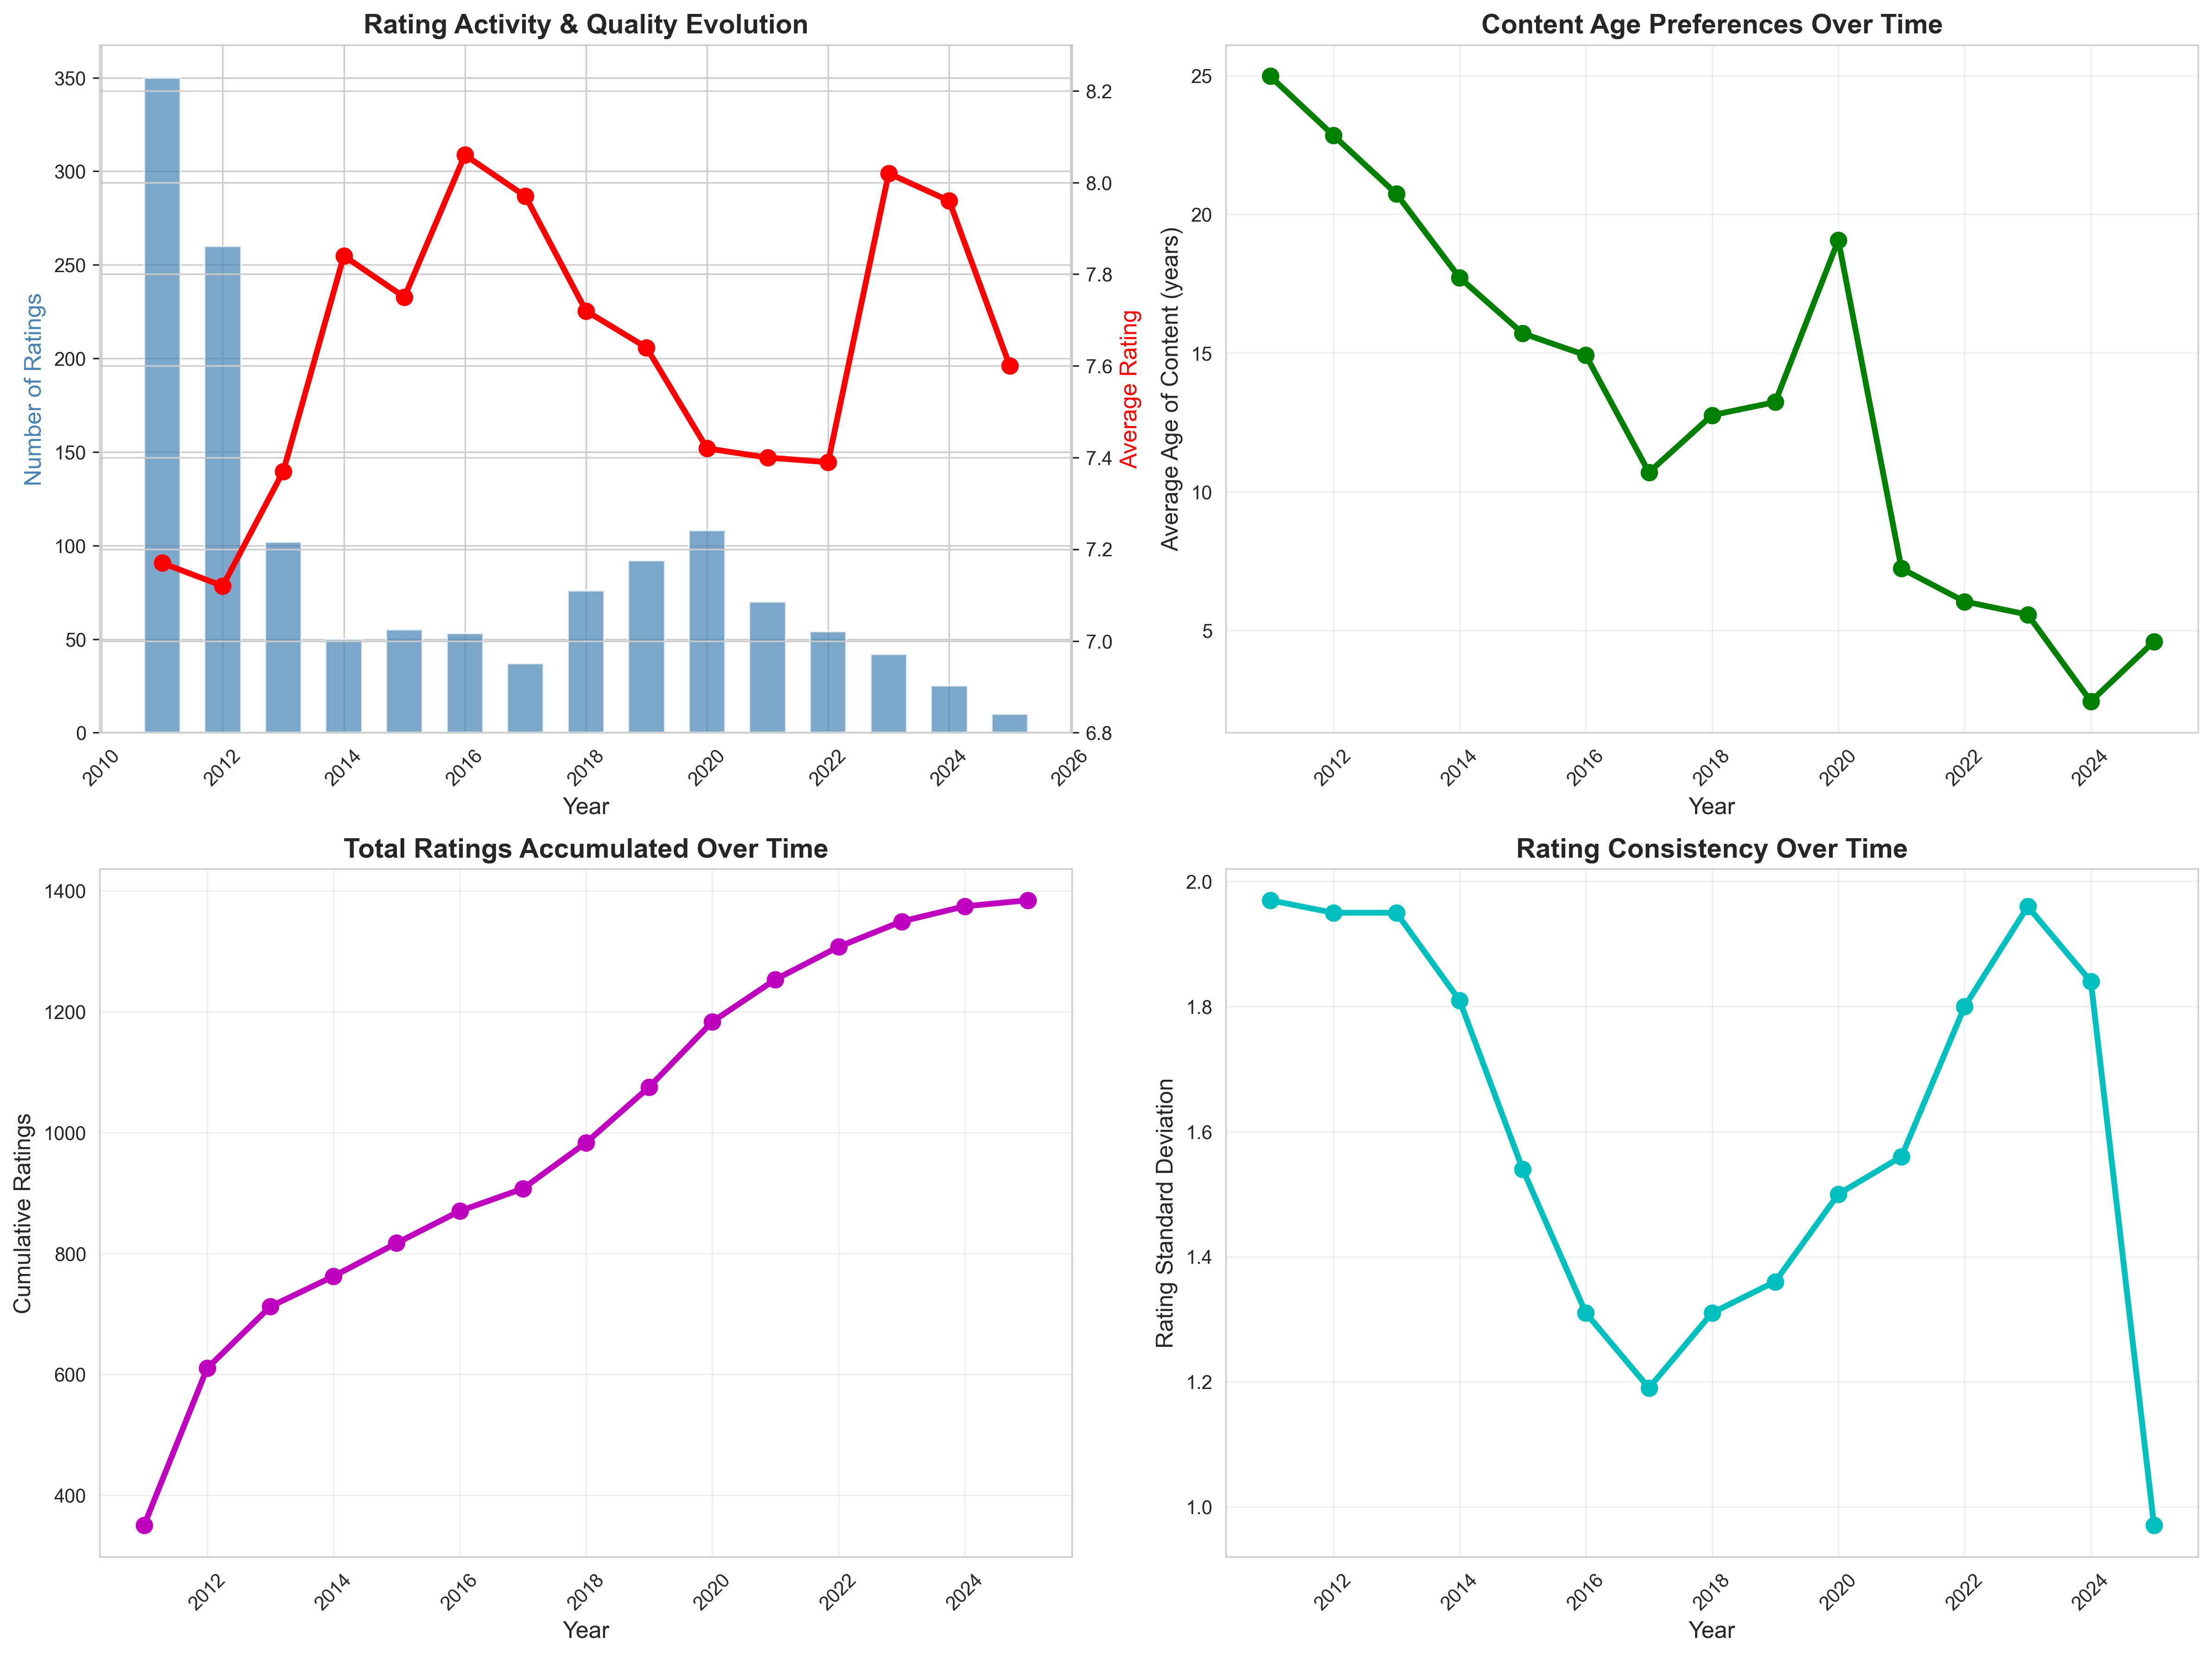 Rating Activity & Quality Evolution
Number of Ratings
350
300
250
200
150
100
50
0
8.2
8.0
7.8
7.6
7.4
7.2
7.0
6.8
Average Rating
2010 2012 2014 2016 2018 2020 2022 2024 2026
Year
Content Age Preferences Over Time
Average Age of Content (years)
25
20
15
10
5
2012 2014 2016 2018 2020 2022 2024
Year
Total Ratings Accumulated Over Time
Cumulative Ratings
1400
1200
1000
800
600
400
2012 2014 2016 2018 2020 2022 2024
Year
Rating Consistency Over Time
Rating Standard Deviation
2.0
1.8
1.6
1.4
1.2
1.0
2012 2014 2016 2018 2020 2022 2024
Year